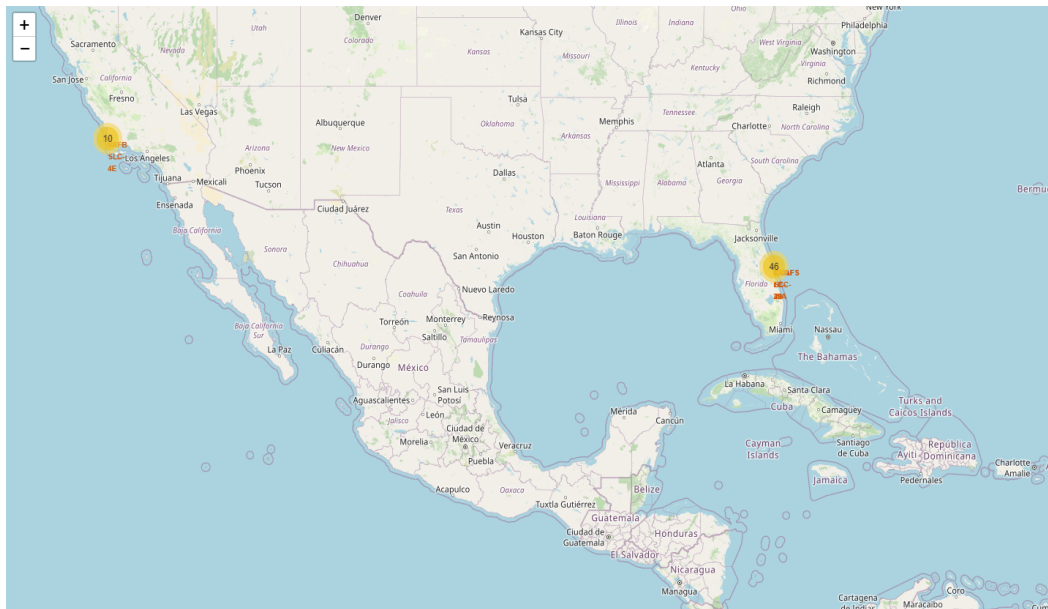 +
−
New York
Philadelphia
Denver
Ohio
Illinois
Indiana
Utah
Kansas City
Sacramento
Nevada
Colorado
Kansas
Missouri
West Virginia
Washington
Virginia
San Jose
California
Kentucky
Richmond
Fresno
Las Vegas
Tulsa
Raleigh
Albuquerque
Oklahoma
Memphis
Tennessee
Charlotte
North Carolina
10
Arizona
New Mexico
Arkansas
SLC-
Los Angeles
Atlanta
South Carolina
4E
Phoenix
Dallas
Tijuana
Mexicali
Tucson
Mississippi
Alabama
Georgia
Ensenada
Ciudad Juárez
Texas
Louisiana
Baja California
Austin
Houston
Baton Rouge
Jacksonville
Sonora
San Antonio
Chihuahua
46
Florida
Nuevo Laredo
Coahuila
Baja California
Sur
Torreón
Monterrey
Reynosa
Saltillo
Miami
Nassau
La Paz
Culiacán
Durango
Tamaulipas
The Bahamas
Durango
México
La Habana
Santa Clara
Aguascalientes
San Luis
Potosí
Cuba
Camaguey
Turks and
Caicos Islands
Jalisco
León
Mérida
Cancún
Morelia
Ciudad de
México
Veracruz
Cayman
Islands
Santiago
de Cuba
Ayiti
República
Dominicana
Puebla
Charlotte
Amalie
Jamaica
Pedernales
Acapulco
Oaxaca
Belize
Tuxtla Gutiérrez
Guatemala
Ciudad de
Guatemala
Honduras
El Salvador
Nicaragua
Managua
Coro
Cartagena
Maracaibo